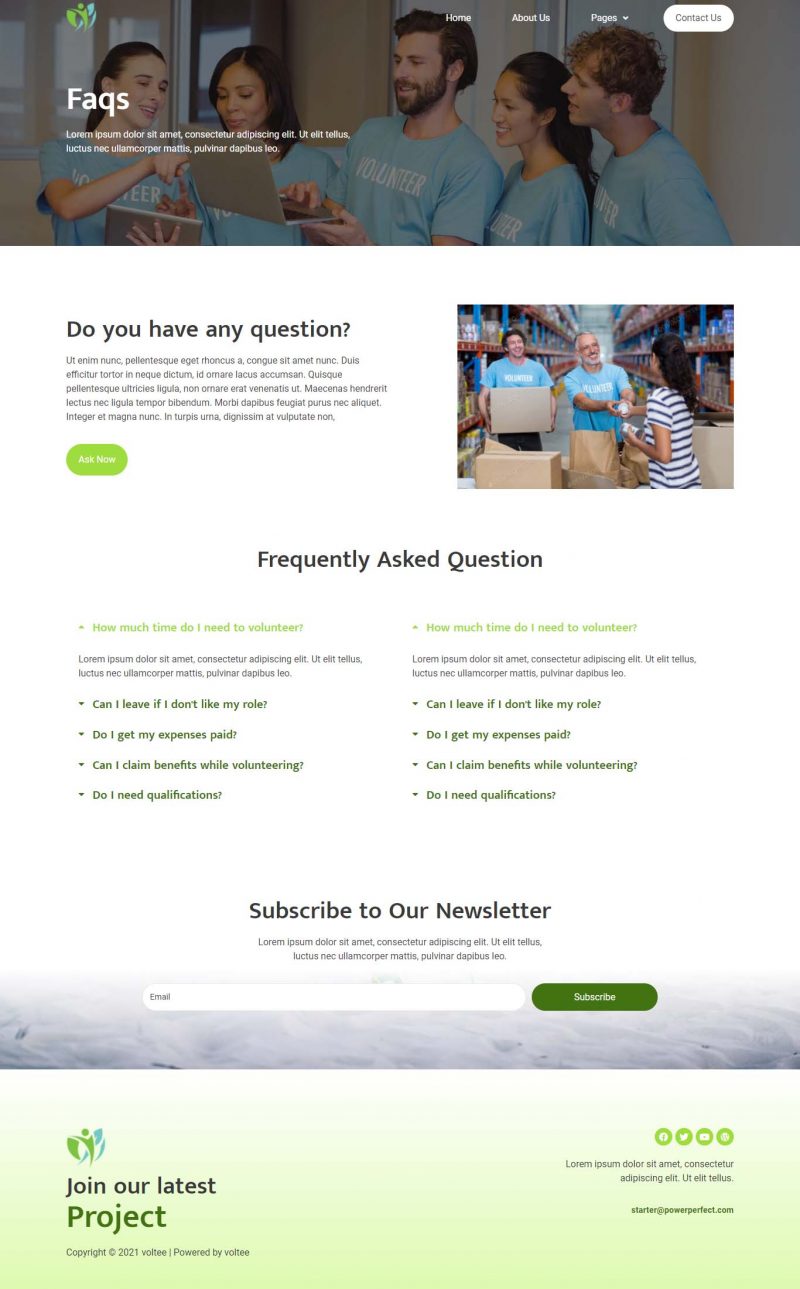 Home
About Us
Pages
Contact Us
Faqs
Lorem ipsum dolor sit amet, consectetur adipiscing elit. Ut elit tellus,
luctus nec ullamcorper mattis, pulvinar dapibus leo.
VOLUNTEER
VOLUNTEER
VOLUNTEER
VOLUNTEER
Do you have any question?
Ut enim nunc, pellentesque eget rhoncus a, congue sit amet nunc. Duis
efficitur tortor in neque dictum, id ornare lacus accumsan. Quisque
pellentesque ultricies ligula, non ornare erat venenatis ut. Maecenas hendrerit
lectus nec ligula tempor bibendum. Morbi dapibus feugiat purus nec aliquet.
Integer et magna nunc. In turpis urna, dignissim at vulputate non,
Ask Now
VOLUNTEER
VOLUNTEER
Frequently Asked Question
How much time do I need to volunteer?
Lorem ipsum dolor sit amet, consectetur adipiscing elit. Ut elit tellus,
luctus nec ullamcorper mattis, pulvinar dapibus leo.
Can I leave if I don't like my role?
Do I get my expenses paid?
Can I claim benefits while volunteering?
Do I need qualifications?
How much time do I need to volunteer?
Lorem ipsum dolor sit amet, consectetur adipiscing elit. Ut elit tellus,
luctus nec ullamcorper mattis, pulvinar dapibus leo.
Can I leave if I don't like my role?
Do I get my expenses paid?
Can I claim benefits while volunteering?
Do I need qualifications?
Subscribe to Our Newsletter
Lorem ipsum dolor sit amet, consectetur adipiscing elit. Ut elit tellus,
luctus nec ullamcorper mattis, pulvinar dapibus leo.
Email
Subscribe
Join our latest
Project
Copyright © 2021 voltee | Powered by voltee
Lorem ipsum dolor sit amet, consectetur
adipiscing elit. Ut elit tellus.
starter@powerperfect.com